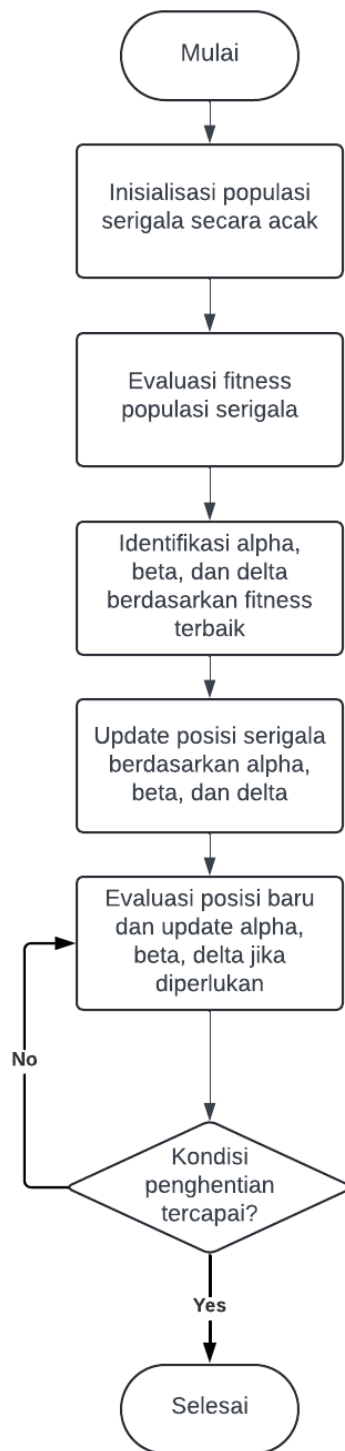 Mulai
Inisialisasi populasi
serigala secara acak
Evaluasi fitness
populasi serigala
Identifikasi alpha,
beta, dan delta
berdasarkan fitness
terbaik
Update posisi serigala
berdasarkan alpha,
beta, dan delta
Evaluasi posisi baru
dan update alpha,
beta, delta jika
diperlukan
No
Kondisi
penghentian
tercapai?
Yes
Selesai